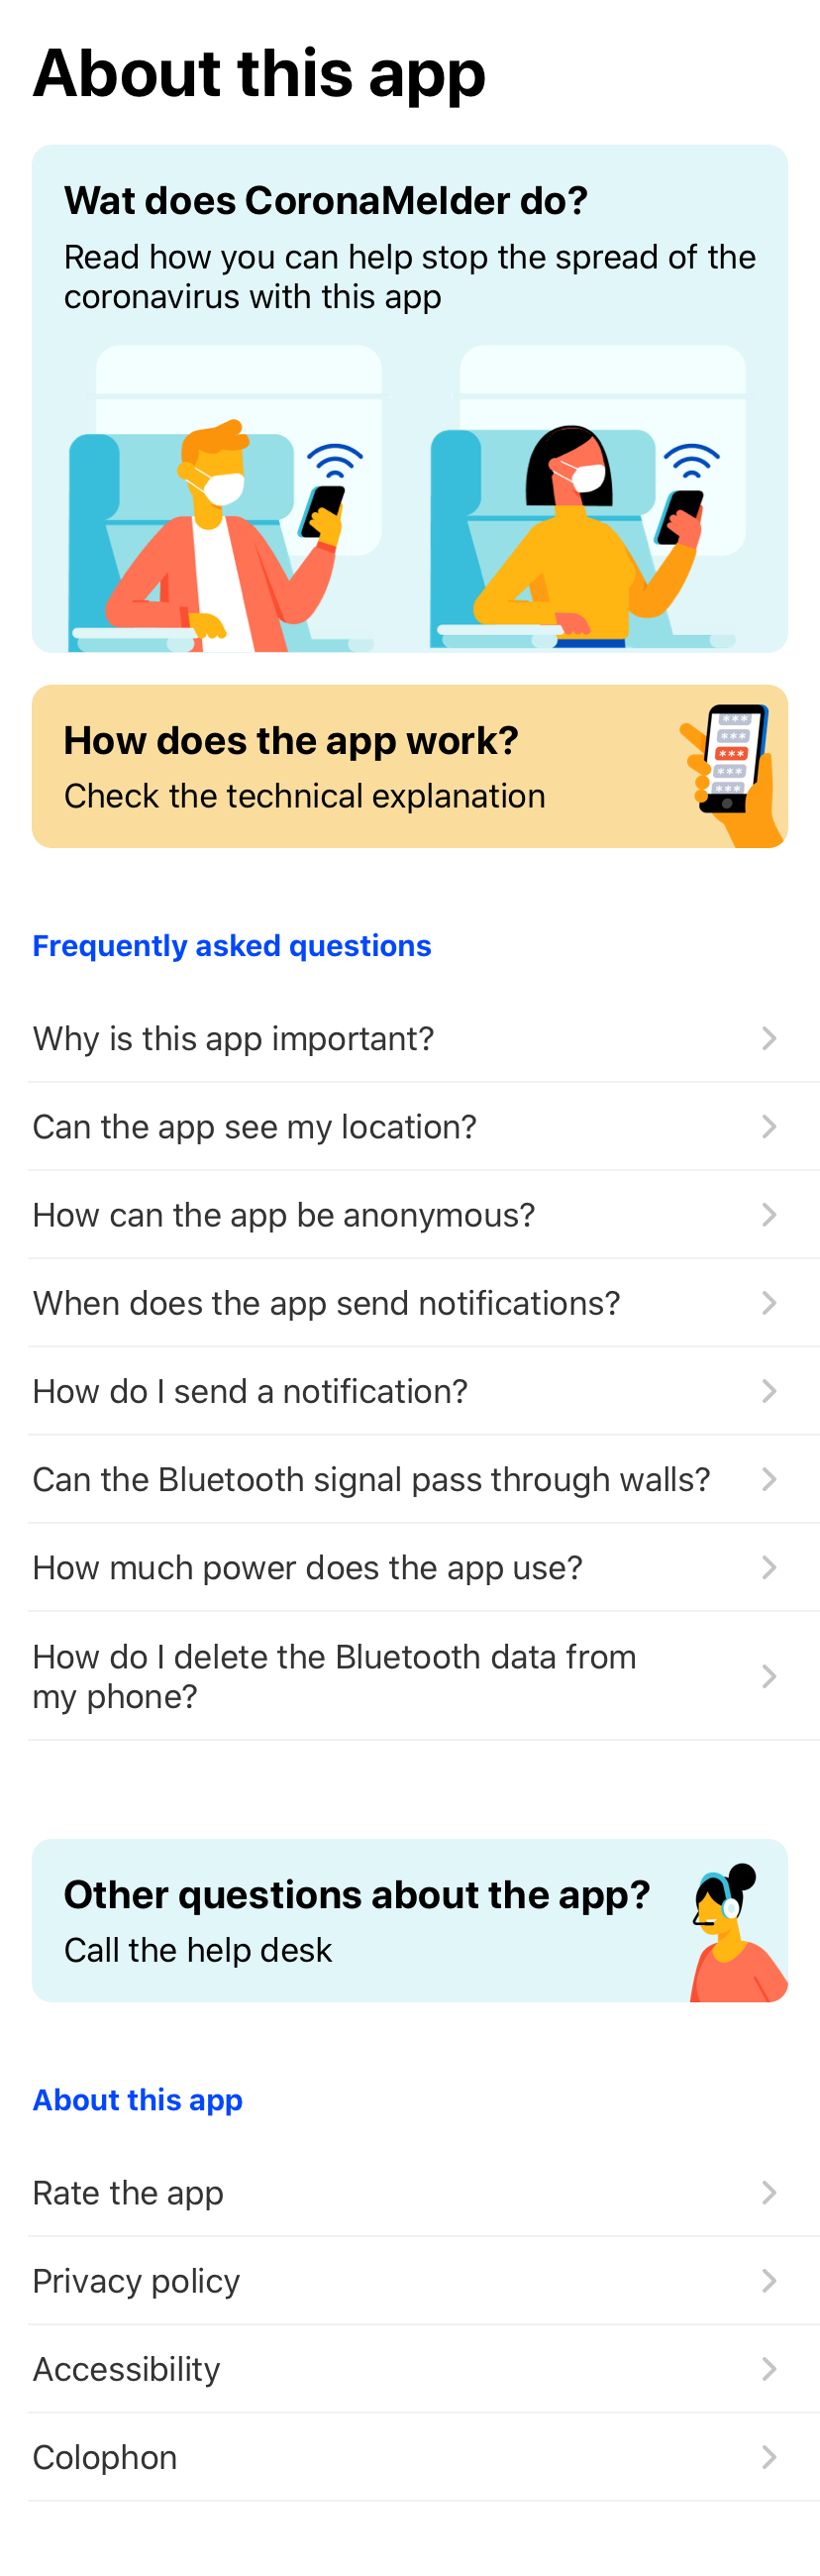 About this app
Wat does CoronaMelder do?
Read how you can help stop the spread of the
coronavirus with this app
How does the app work?
Check the technical explanation
***
***
***
***
***
Frequently asked questions
Why is this app important?
Can the app see my location?
How can the app be anonymous?
When does the app send notifications?
How do I send a notification?
Can the Bluetooth signal pass through walls?
How much power does the app use?
How do I delete the Bluetooth data from
my phone?
Other questions about the app?
Call the help desk
About this app
Rate the app
Privacy policy
Accessibility
Colophon